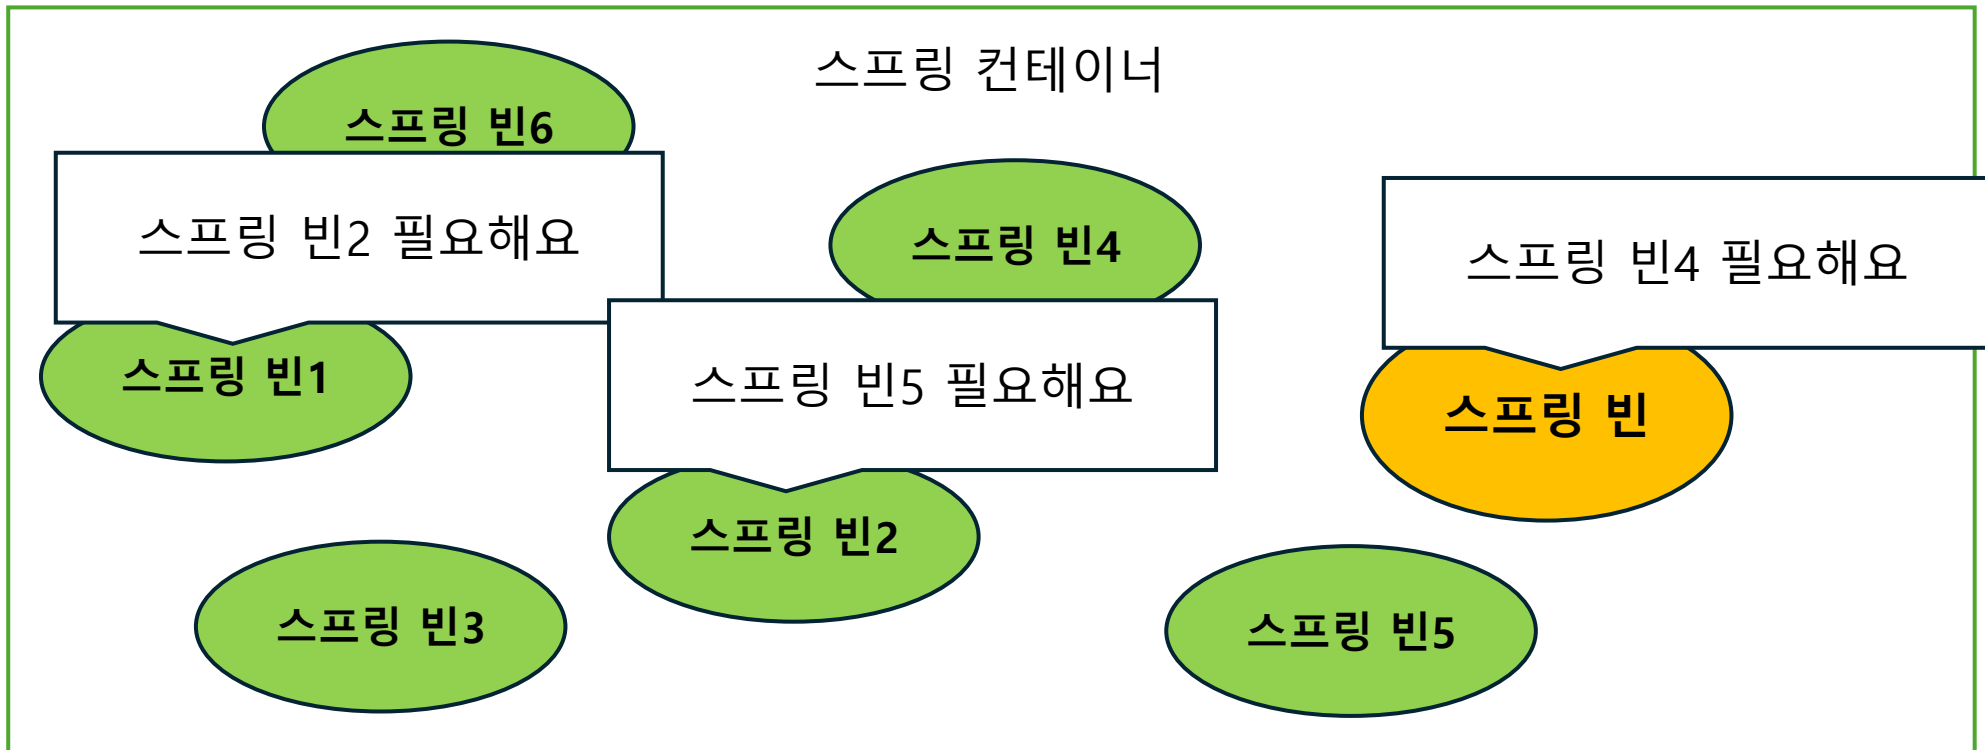 스프링 컨테이너
스프링 빈6
스프링 빈2 필요해요
스프링 빈4
스프링 빈4 필요해요
스프링 빈1
스프링 빈5 필요해요
스프링 빈
스프링 빈2
스프링 빈3
스프링 빈5